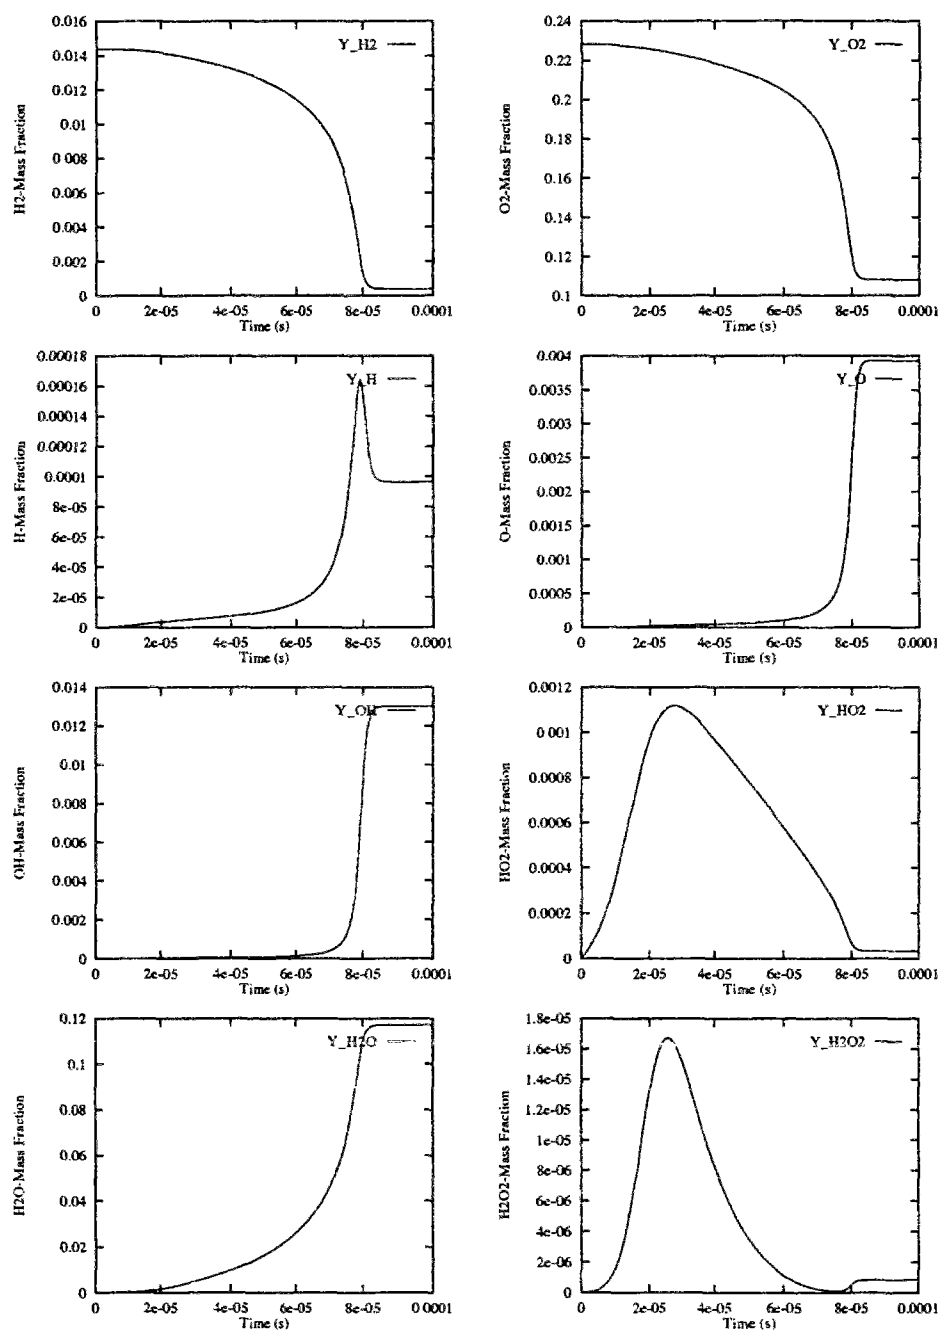 0.016
0.014
0.012
0.01
0.008
0.006
0.004
0.002
0
H2-Mass Fraction
Y_H2
0 2e-05 4e-05 6e-05 8e-05 0.0001
Time (s)
0.24
0.22
0.2
0.18
0.16
0.14
0.12
0.1
O2-Mass Fraction
Y_O2
0 2e-05 4e-05 6e-05 8e-05 0.0001
Time (s)
0.00018
0.00016
0.00014
0.00012
0.0001
8e-05
6e-05
4e-05
2e-05
0
H-Mass Fraction
Y_H
0 2e-05 4e-05 6e-05 8e-05 0.0001
Time (s)
0.004
0.0035
0.003
0.0025
0.002
0.0015
0.001
0.0005
0
O-Mass Fraction
Y_O
0 2e-05 4e-05 6e-05 8e-05 0.0001
Time (s)
0.014
0.012
0.01
0.008
0.006
0.004
0.002
0
OH-Mass Fraction
Y_OH
0 2e-05 4e-05 6e-05 8e-05 0.0001
Time (s)
0.0012
0.001
0.0008
0.0006
0.0004
0.0002
0
HO2-Mass Fraction
Y_HO2
0 2e-05 4e-05 6e-05 8e-05 0.0001
Time (s)
0.12
0.1
0.08
0.06
0.04
0.02
0
H2O-Mass Fraction
Y_H2O
0 2e-05 4e-05 6e-05 8e-05 0.0001
Time (s)
1.8e-05
1.6e-05
1.4e-05
1.2e-05
1e-05
8e-06
6e-06
4e-06
2e-06
0
H2O2-Mass Fraction
Y_H2O2
0 2e-05 4e-05 6e-05 8e-05 0.0001
Time (s)